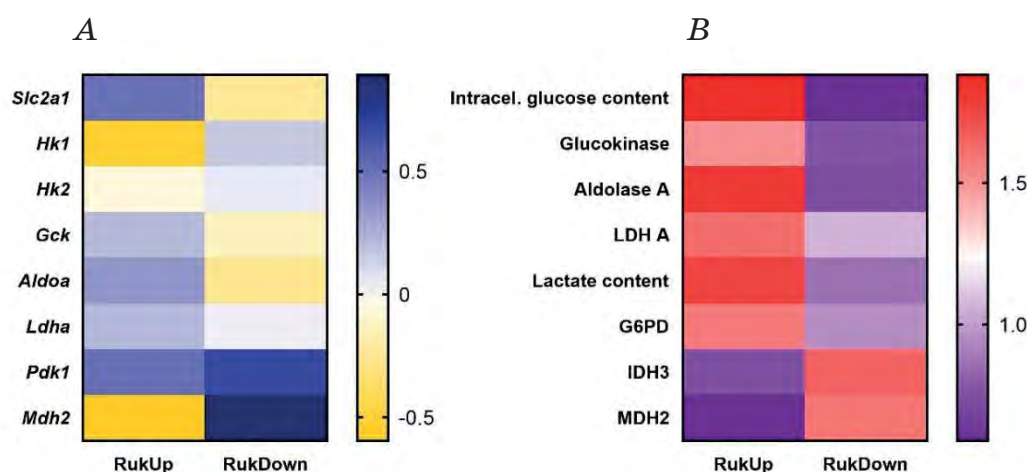 A
Slc2a1
Hk1
Hk2
Gck
Aldoa
Ldha
Pdk1
Mdh2
RukUp RukDown
0.5
0
-0.5
B
Intracel. glucose content
Glucokinase
Aldolase A
LDH A
Lactate content
G6PD
IDH3
MDH2
RukUp RukDown
1.5
1.0